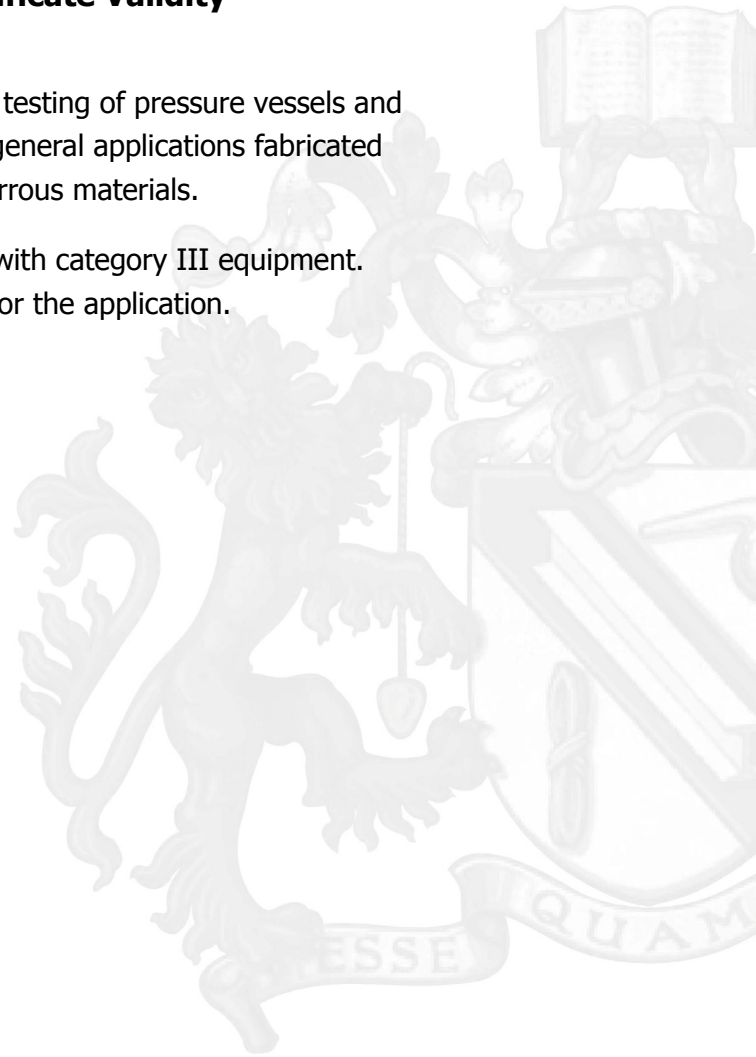 ficate Validity
testing of pressure vessels and
general applications fabricated
errous materials.
with category III equipment.
or the application.
ESSE
QUAM